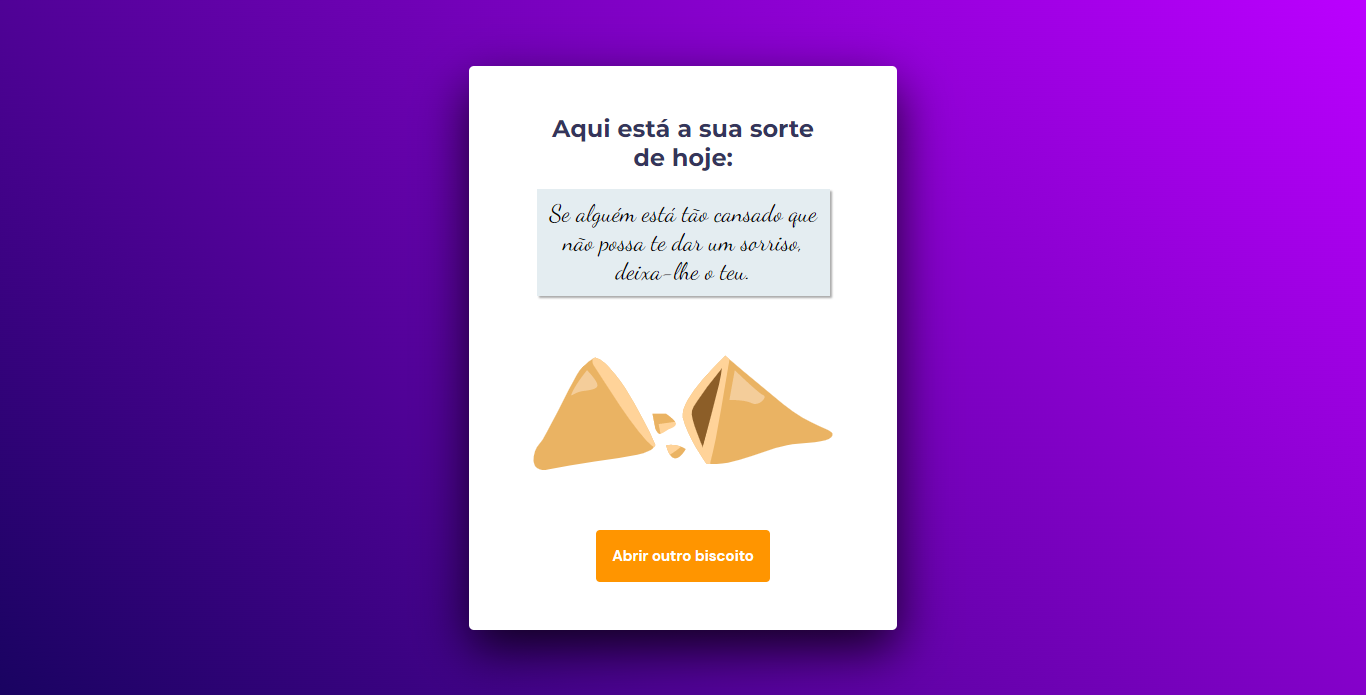 Aqui está a sua sorte
de hoje:
Se alguém está tão cansado que
não possa te dar um sorriso,
deixa-lhe o teu.
Abrir outro biscoito